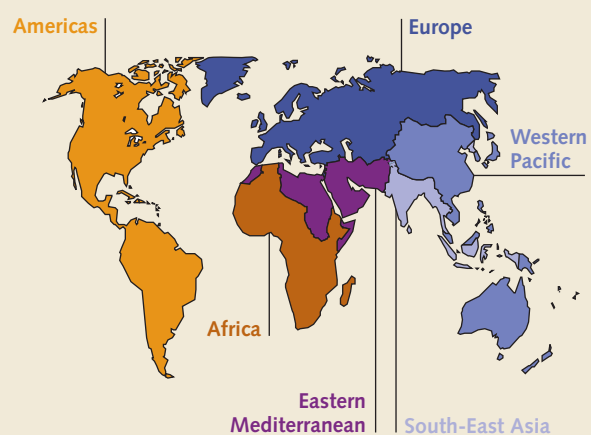 Americas
Europe
Western
Pacific
Africa
Eastern
Mediterranean
South-East Asia